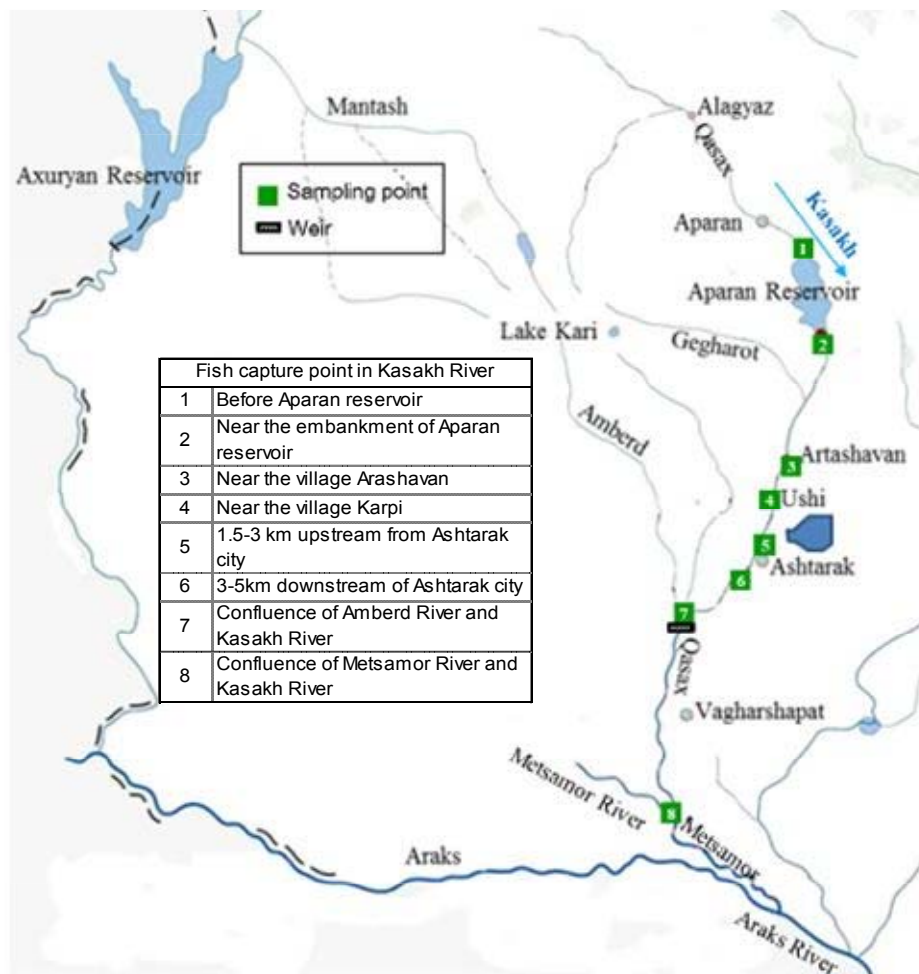 Mantash
Alagyaz
Qasax
Axuryan Reservoir
Sampling point
Weir
Aparan
Kasakh
1
Aparan Reservoir
2
Lake Kari
Gegharot
Fish capture point in Kasakh River
1 Before Aparan reservoir
2 Near the embankment of Aparan
reservoir
3 Near the village Arashavan
4 Near the village Karpi
5 1.5-3 km upstream from Ashtarak
city
6 3-5km downstream of Ashtarak city
7 Confluence of Amberd River and
Kasakh River
8 Confluence of Metsamor River and
Kasakh River
Amberd
3
Artashavan
4
Ushi
5
Ashtarak
6
7
Qasax
Vagharshapat
Metsamor River
8
Metsamor
Araks
Araks River